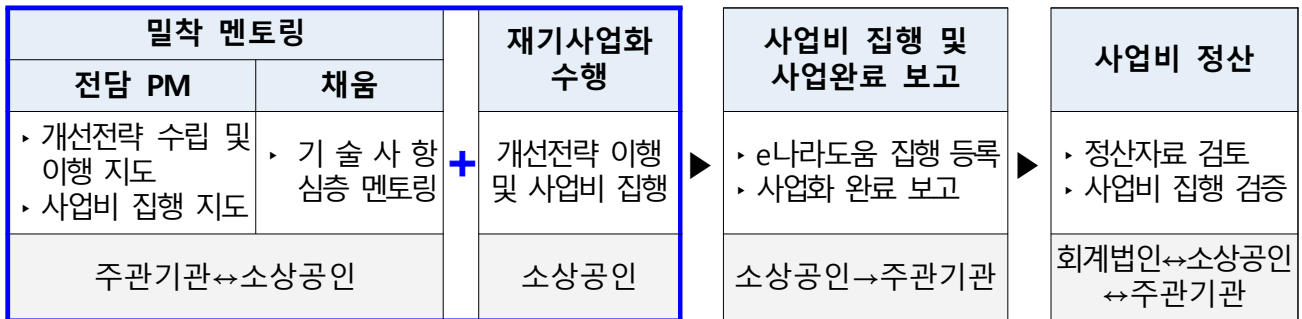 밀착 멘토링
전담 PM
채움
‣ 개선전략 수립 및
이행 지도
‣ 사업비 집행 지도
‣ 기 술 사 항
심층 멘토링
주관기관↔소상공인
+
재기사업화
수행
개선전략 이행
및 사업비 집행
소상공인
▶
사업비 집행 및
사업완료 보고
‣ e나라도움 집행 등록
‣ 사업화 완료 보고
소상공인→주관기관
▶
사업비 정산
‣ 정산자료 검토
‣ 사업비 집행 검증
회계법인↔소상공인
↔주관기관